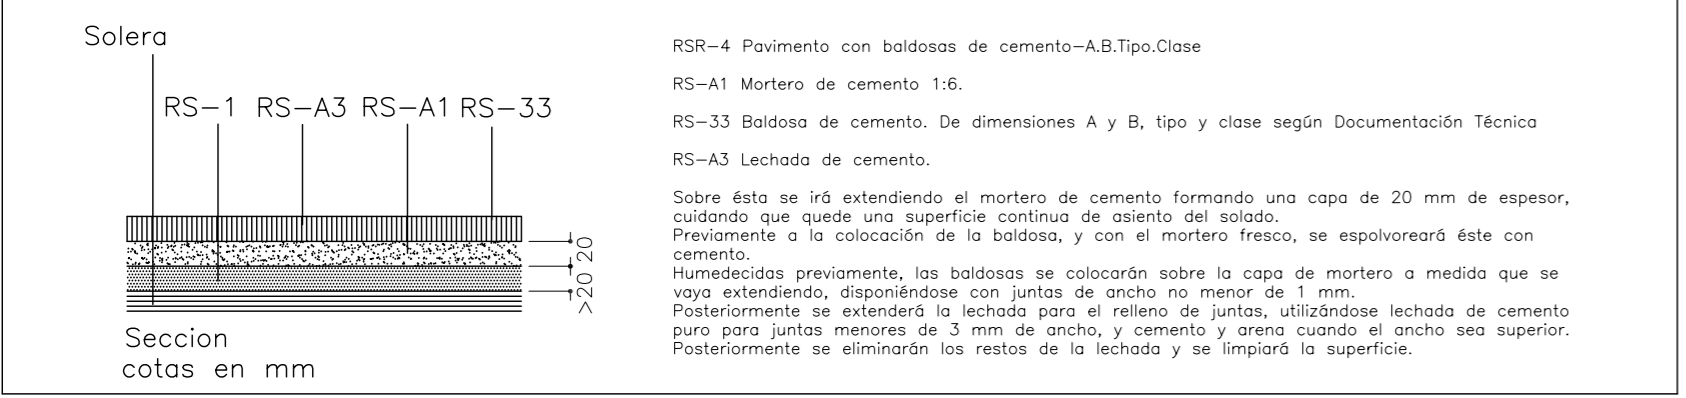 Solera
RS-1 RS-A3 RS-A1 RS-33
20
>20
Seccion
cotas en mm
RSR-4 Pavimento con baldosas de cemento-A.B.Tipo.Clase
RS-A1 Mortero de cemento 1:6.
RS-33 Baldosa de cemento. De dimensiones A y B, tipo y clase según Documentación Técnica
RS-A3 Lechada de cemento.
Sobre ésta se irá extendiendo el mortero de cemento formando una capa de 20 mm de espesor,
cuidando que quede una superficie continua de asiento del solado.
Previamente a la colocación de la baldosa, y con el mortero fresco, se espolvoreará éste con
cemento.
Humedecidas previamente, las baldosas se colocarán sobre la capa de mortero a medida que se
vaya extendiendo, disponiéndose con juntas de ancho no menor de 1 mm.
Posteriormente se extenderá la lechada para el relleno de juntas, utilizándose lechada de cemento
puro para juntas menores de 3 mm de ancho, y cemento y arena cuando el ancho sea superior.
Posteriormente se eliminarán los restos de la lechada y se limpiará la superficie.